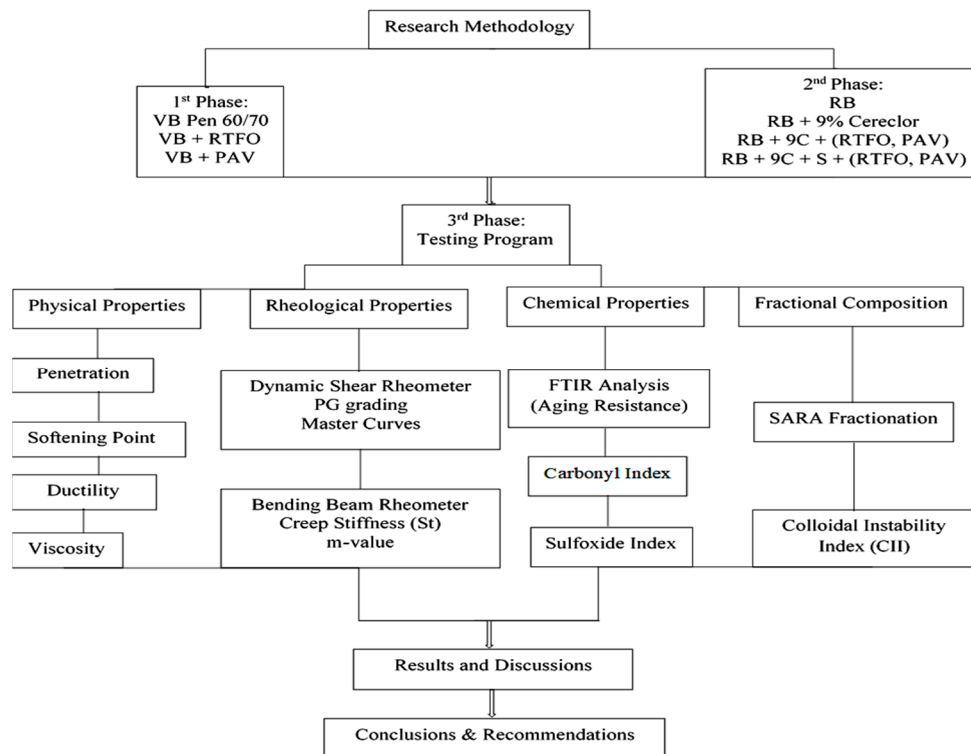 Research Methodology
1st Phase:
VB Pen 60/70
VB + RTFO
VB + PAV
2nd Phase:
RB
RB + 9% Cereclor
RB + 9C + (RTFO, PAV)
RB + 9C + S + (RTFO, PAV)
3rd Phase:
Testing Program
Physical Properties
Penetration
Softening Point
Ductility
Viscosity
Rheological Properties
Dynamic Shear Rheometer
PG grading
Master Curves
Bending Beam Rheometer
Creep Stiffness (St)
m-value
Chemical Properties
FTIR Analysis
(Aging Resistance)
Carbonyl Index
Sulfoxide Index
Fractional Composition
SARA Fractionation
Colloidal Instability
Index (CII)
Results and Discussions
Conclusions & Recommendations